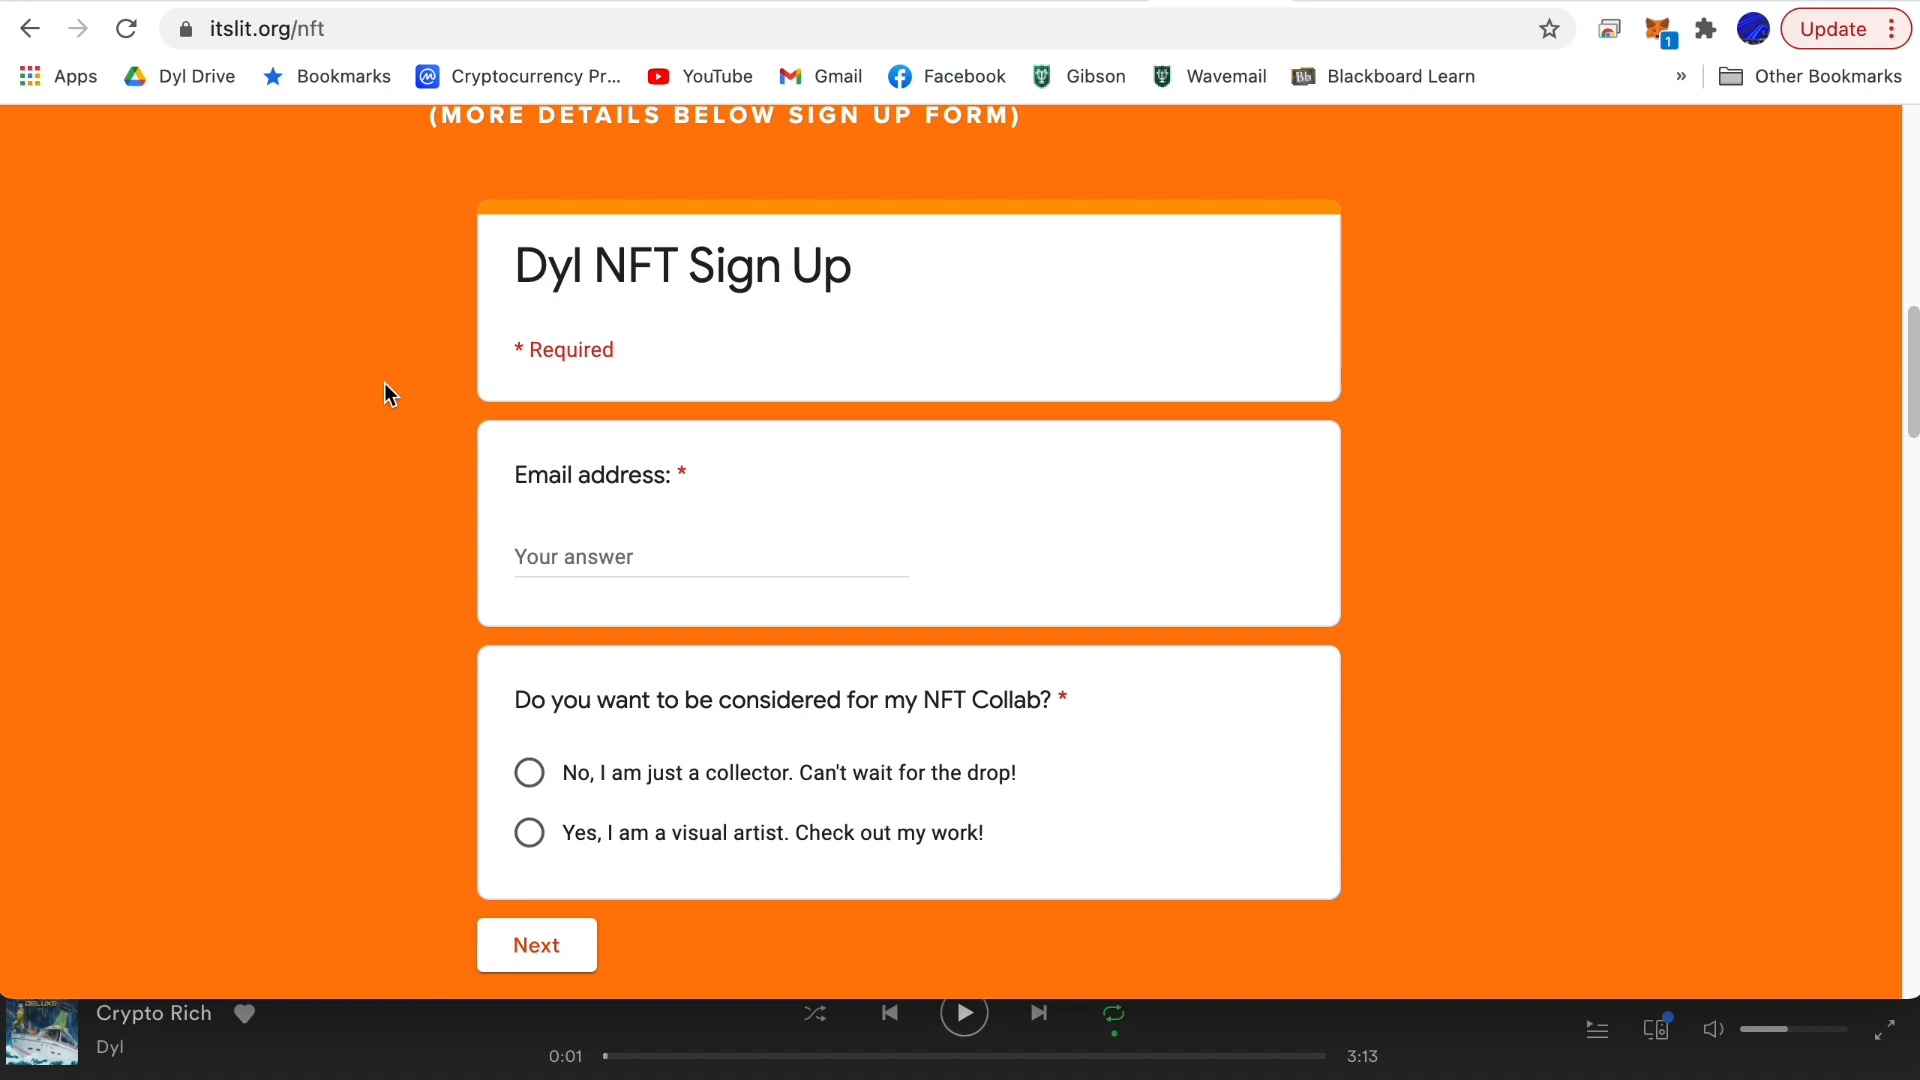 itslit.org/nft
1
Update
Apps
Dyl Drive
Bookmarks
Cryptocurrency Pr...
YouTube
Gmail
Facebook
Gibson
Wavemail
Bb
Blackboard Learn
»
Other Bookmarks
(MORE DETAILS BELOW SIGN UP FORM)
Dyl NFT Sign Up
* Required
Email address: *
Your answer
Do you want to be considered for my NFT Collab? *
No, I am just a collector. Can't wait for the drop!
Yes, I am a visual artist. Check out my work!
Next
DELUXE
Crypto Rich
Dyl
0:01
3:13